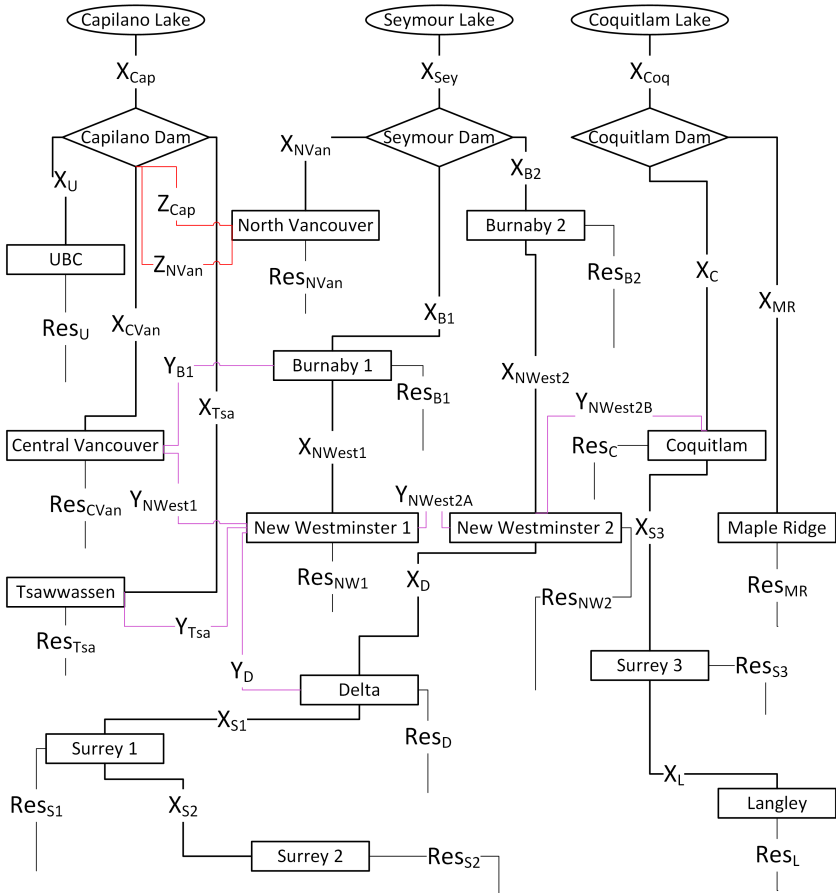 Capilano Lake
Seymour Lake
Coquitlam Lake
XCap
XSey
XCoq
Capilano Dam
Seymour Dam
Coquitlam Dam
XNVan
XB2
XU
ZCap
North Vancouver
Burnaby 2
UBC
ZNVan
ResNVan
ResB2
XC
XMR
ResU
XCVan
XB1
YB1
Burnaby 1
XNWest2
ResB1
XTsa
YNWest2B
Central Vancouver
XNWest1
ResC
Coquitlam
ResCVan
YNWest1
YNWest2A
New Westminster 1
New Westminster 2
XS3
Maple Ridge
ResNW1
XD
ResMR
Tsawwassen
ResNW2
ResTsa
YTsa
YD
Surrey 3
ResS3
Delta
XS1
ResD
Surrey 1
XL
ResS1
XS2
Langley
Surrey 2
ResS2
ResL